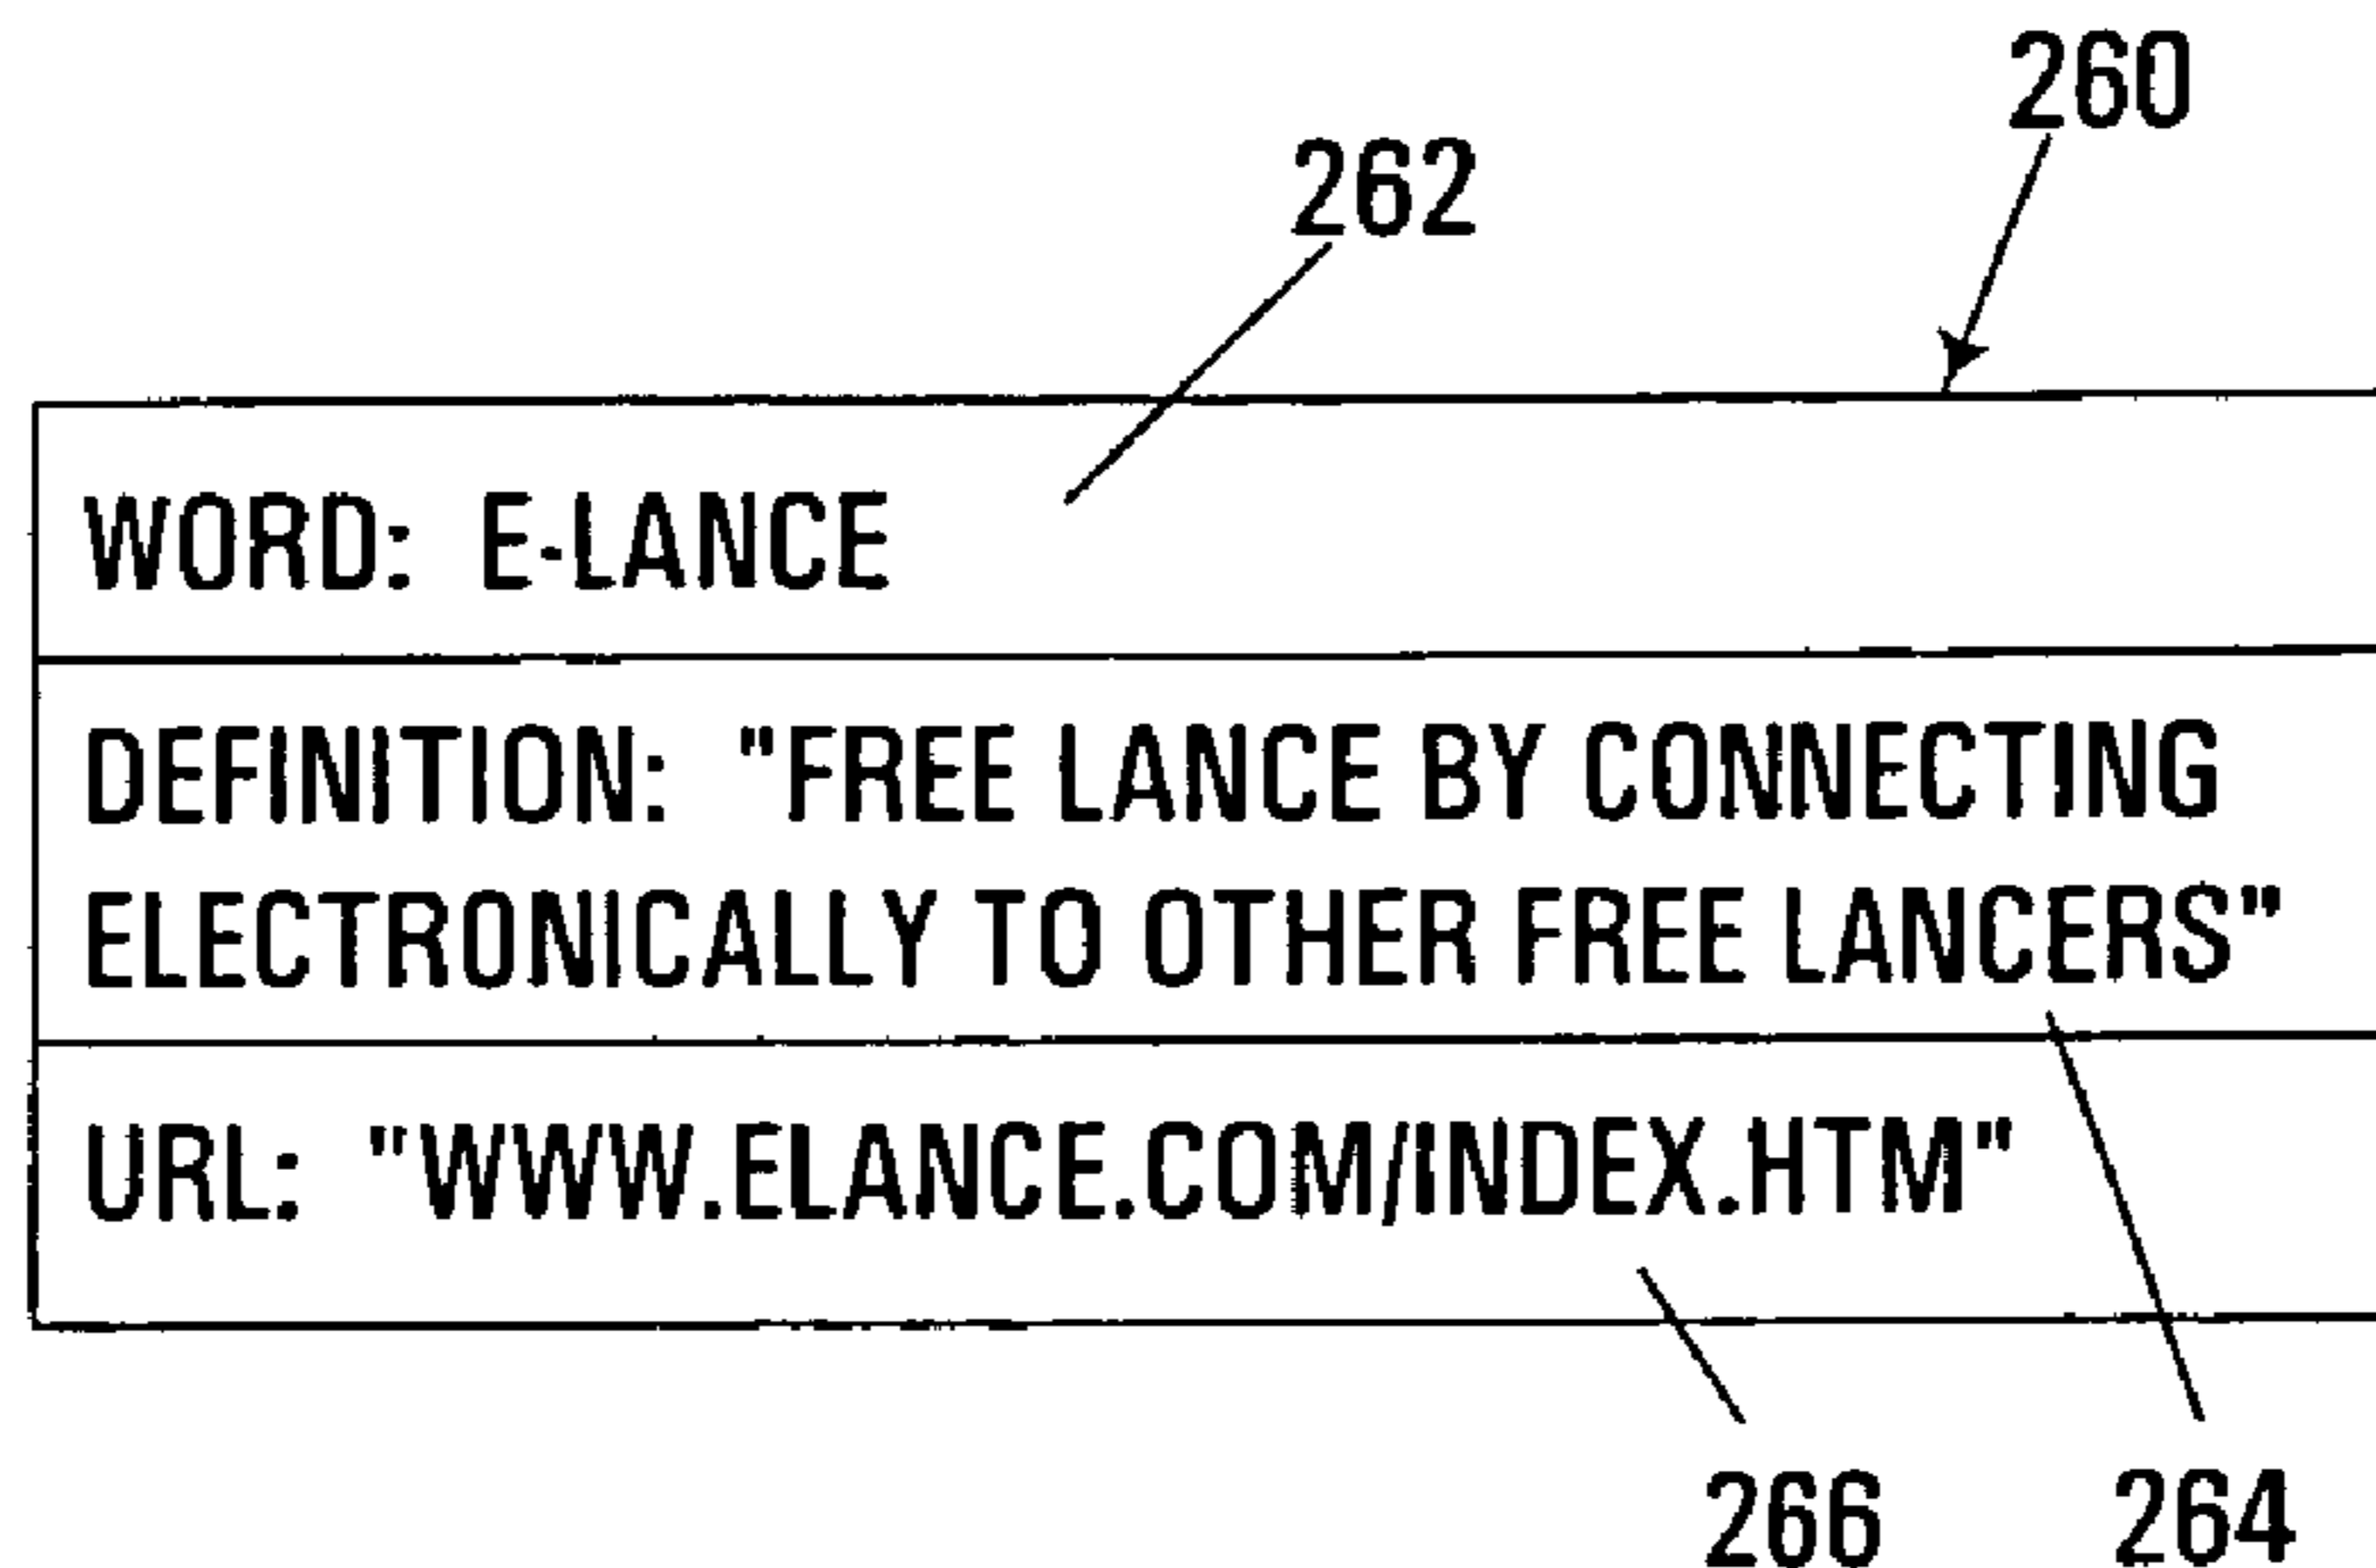 260
262
WORD: E-LANCE
DEFINITION: "FREE LANCE BY CONNECTING
ELECTRONICALLY TO OTHER FREE LANCERS"
URL: "WWW.ELANCE.COM/INDEX.HTM"
266 264